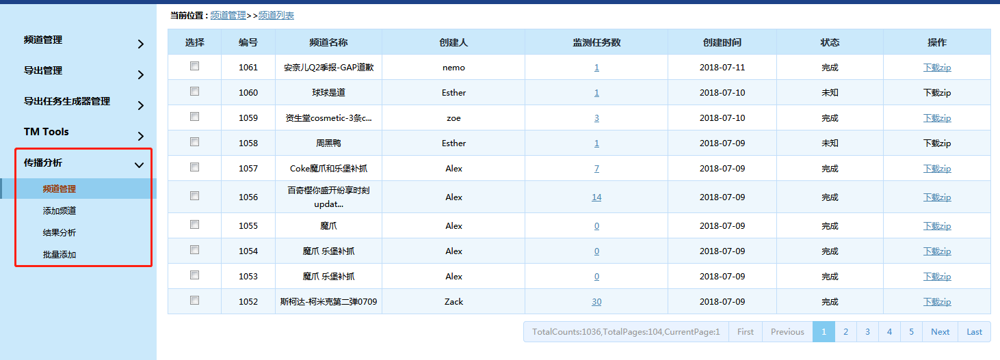 当前位置 : 频道管理>>频道列表
频道管理
导出管理
导出任务生成器管理
TM Tools
传播分析
频道管理
添加频道
结果分析
批量添加
选择 编号 频道名称 创建人 监测任务数 创建时间 状态 操作
1061 安奈儿Q2季报-GAP道歉 nemo 1 2018-07-11 完成 下载zip
1060 球球是道 Esther 1 2018-07-10 未知 下载zip
1059 资生堂cosmetic-3条c... zoe 3 2018-07-10 完成 下载zip
1058 周黑鸭 Esther 1 2018-07-09 未知 下载zip
1057 Coke魔爪和乐堡补抓 Alex 7 2018-07-09 完成 下载zip
1056 百奇樱你盛开纷享时刻 Alex 14 2018-07-09 完成 下载zip
updat...
1055 魔爪 Alex 0 2018-07-09 完成 下载zip
1054 魔爪 乐堡补抓 Alex 0 2018-07-09 完成 下载zip
1053 魔爪 乐堡补抓 Alex 0 2018-07-09 完成 下载zip
1052 斯柯达-柯米克第二弹0709 Zack 30 2018-07-09 完成 下载zip
TotalCounts:1036,TotalPages:104,CurrentPage:1 First Previous 1 2 3 4 5 Next Last